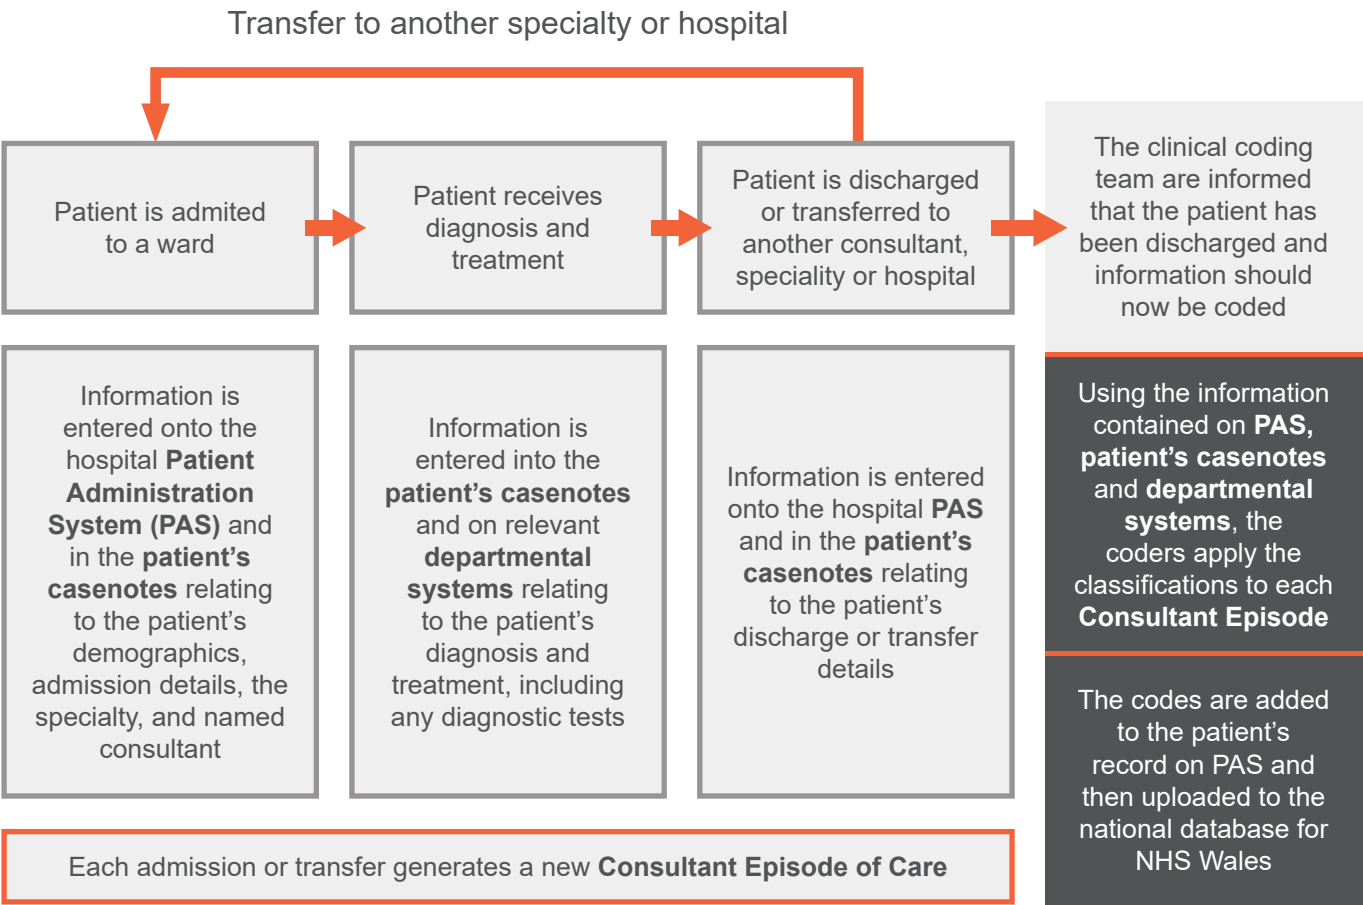 Transfer to another specialty or hospital
Patient is admited
to a ward
Patient receives
diagnosis and
treatment
Patient is discharged
or transferred to
another consultant,
speciality or hospital
The clinical coding
team are informed
that the patient has
been discharged and
information should
now be coded
Information is
entered onto the
hospital Patient
Administration
System (PAS) and
in the patient’s
casenotes relating
to the patient’s
demographics,
admission details, the
specialty, and named
consultant
Information is
entered into the
patient’s casenotes
and on relevant
departmental
systems relating
to the patient’s
diagnosis and
treatment, including
any diagnostic tests
Information is entered
onto the hospital PAS
and in the patient’s
casenotes relating
to the patient’s
discharge or transfer
details
Using the information
contained on PAS,
patient’s casenotes
and departmental
systems, the
coders apply the
classifications to each
Consultant Episode
The codes are added
to the patient’s
record on PAS and
then uploaded to the
national database for
NHS Wales
Each admission or transfer generates a new Consultant Episode of Care